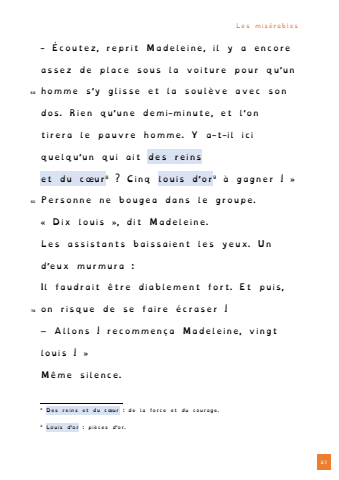 Les misérables
– Écoutez, reprit Madeleine, il y a encore
assez de place sous la voiture pour qu'un
homme s'y glisse et la soulève avec son
dos. Rien qu'une demi-minute, et l'on
tirera le pauvre homme. Y a-t-il ici
quelqu'un qui ait des reins
et du cœur ? Cinq louis d'or à gagner ! »
Personne ne bougea dans le groupe.
« Dix louis », dit Madeleine.
Les assistants baissaient les yeux. Un
d'eux murmura :
Il faudrait être diablement fort. Et puis,
on risque de se faire écraser !
– Allons ! recommença Madeleine, vingt
louis ! »
Même silence.
Des reins et du cœur : de la force et du courage.
Louis d'or : pièces d'or.